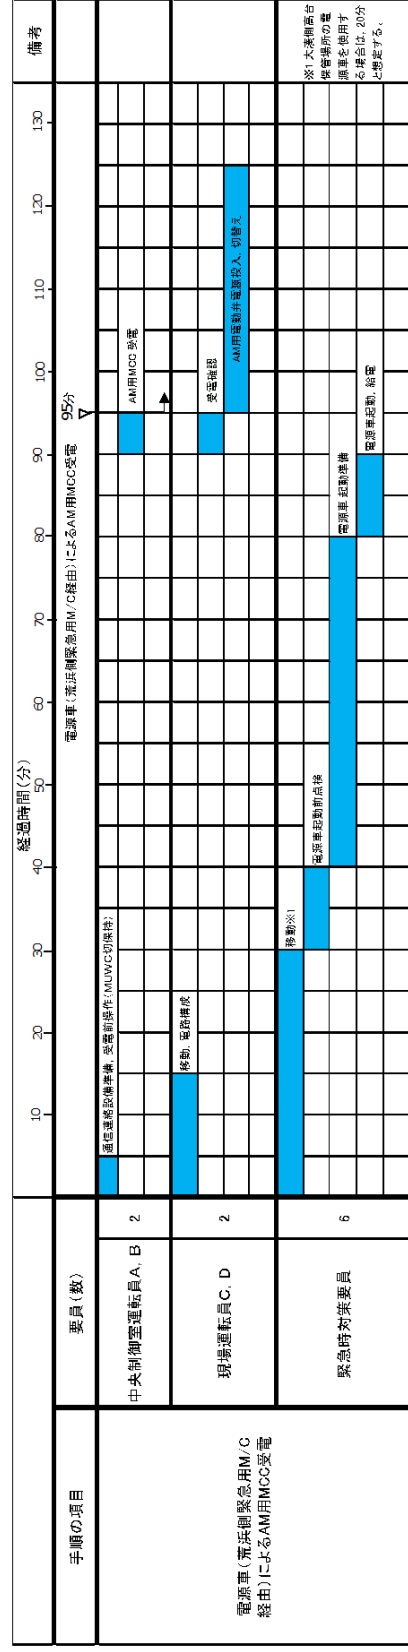 手順の項目
要員(数)
経過時間(分)
備考
10
20
30
40
50
60
70
80
90
100
110
120
130
電源車(荒浜側緊急用M/C経由)によるAM用MCC受電
95分
▽
電源車(荒浜側緊急用M/C
経由)によるAM用MCC受電
中央制御室運転員A, B
2
通信連絡設備準備, 受電前操作(MUWC切保持)
AM用MCC 受電
現場運転員C, D
2
移動, 電路構成
受電確認
AM用電動弁電源投入, 切替え
緊急時対策要員
6
移動※1
電源車起動前点検
電源車 起動準備
電源車起動, 給電
※1 大湊側高台
保管場所の電
源車を使用す
る場合は, 20分
と想定する。